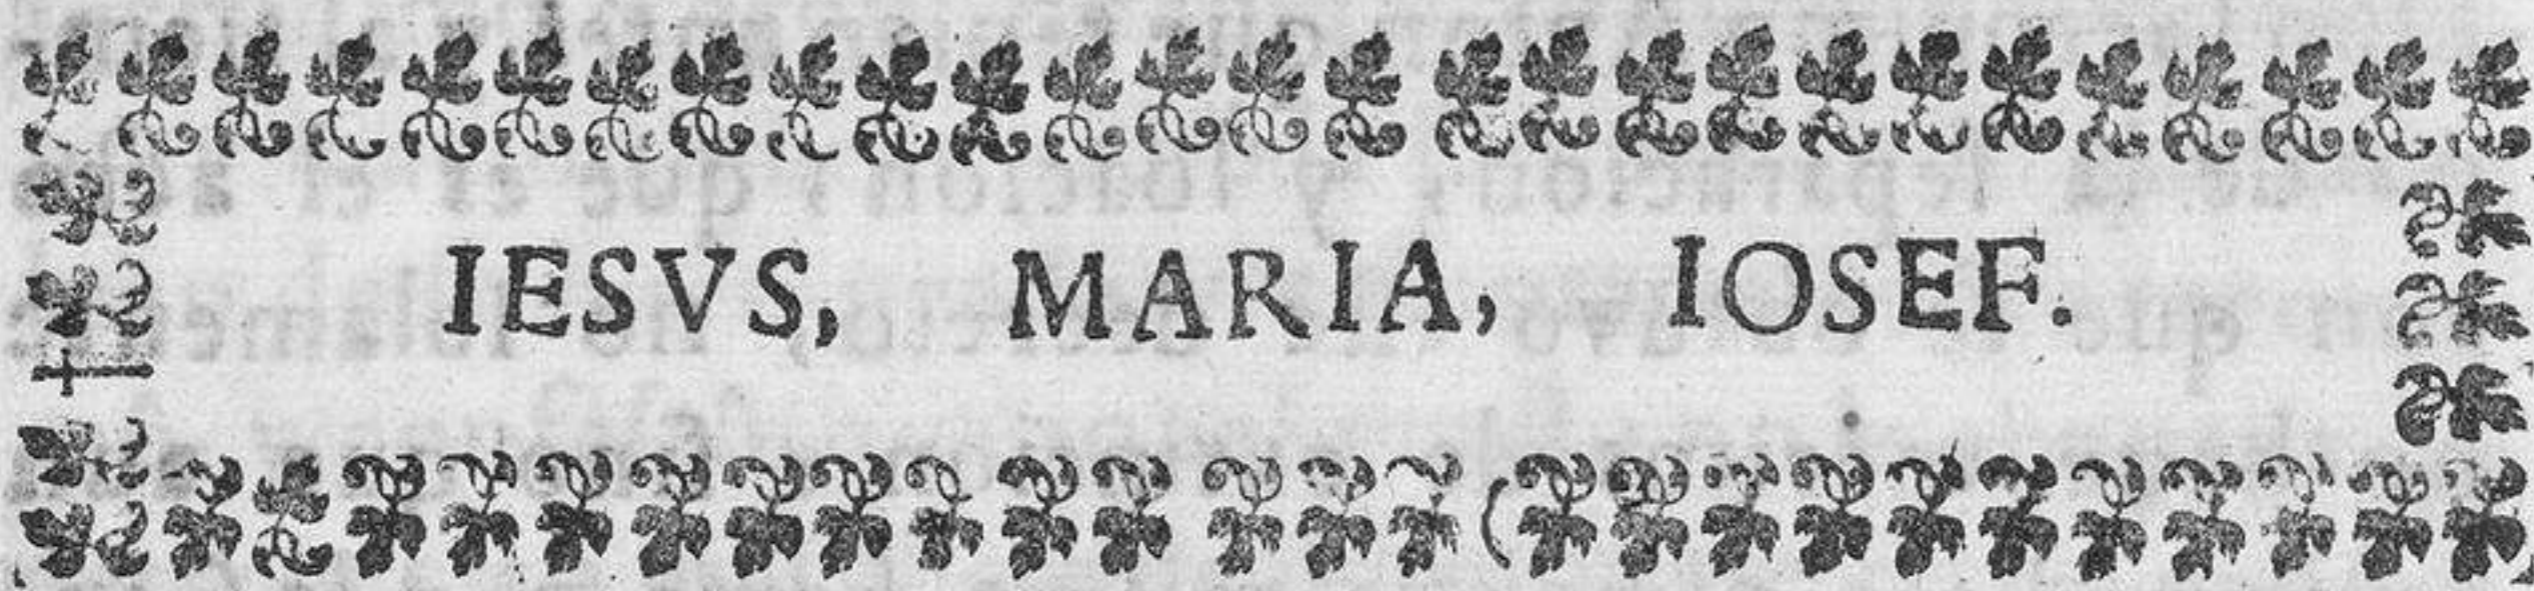 IESVS, MARIA, IOSEF.